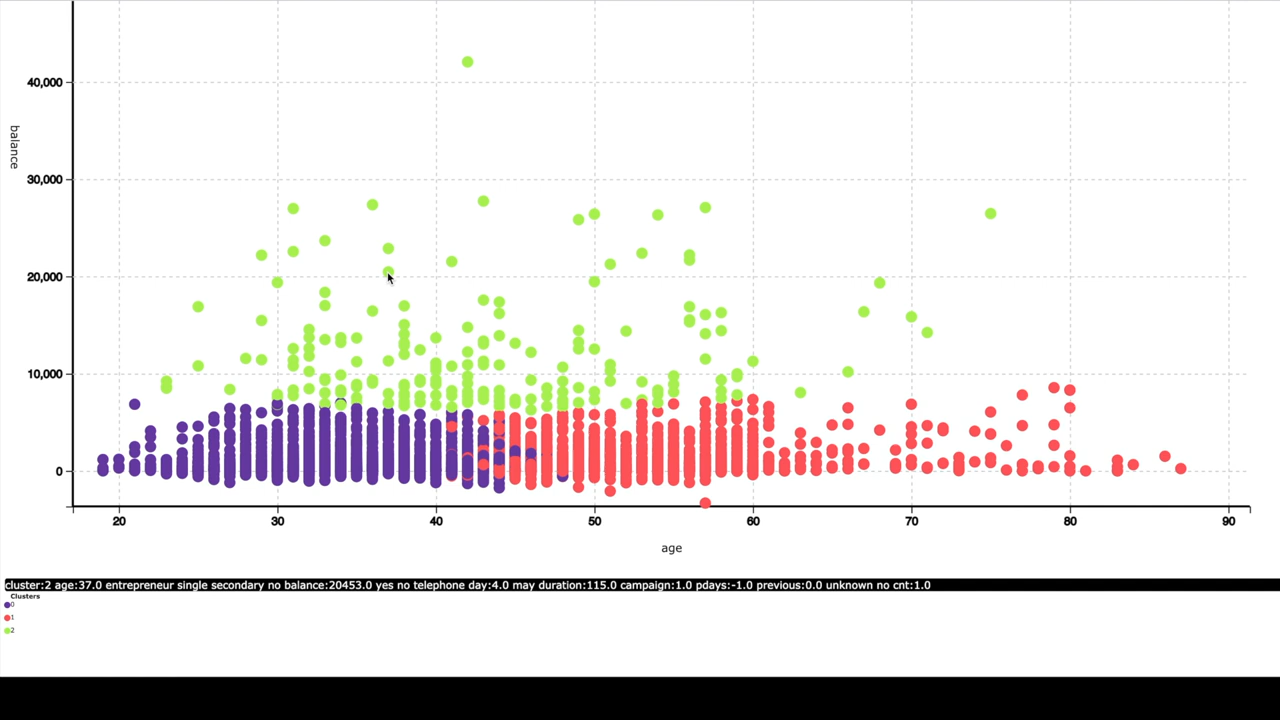 40,000
balance
30,000
20,000
10,000
0
20 30 40 50 60 70 80 90
age
cluster:2 age:37.0 entrepreneur single secondary no balance:20453.0 yes no telephone day:4.0 may duration:115.0 campaign:1.0 pdays:-1.0 previous:0.0 unknown no cnt:1.0
Clusters
0
1
2